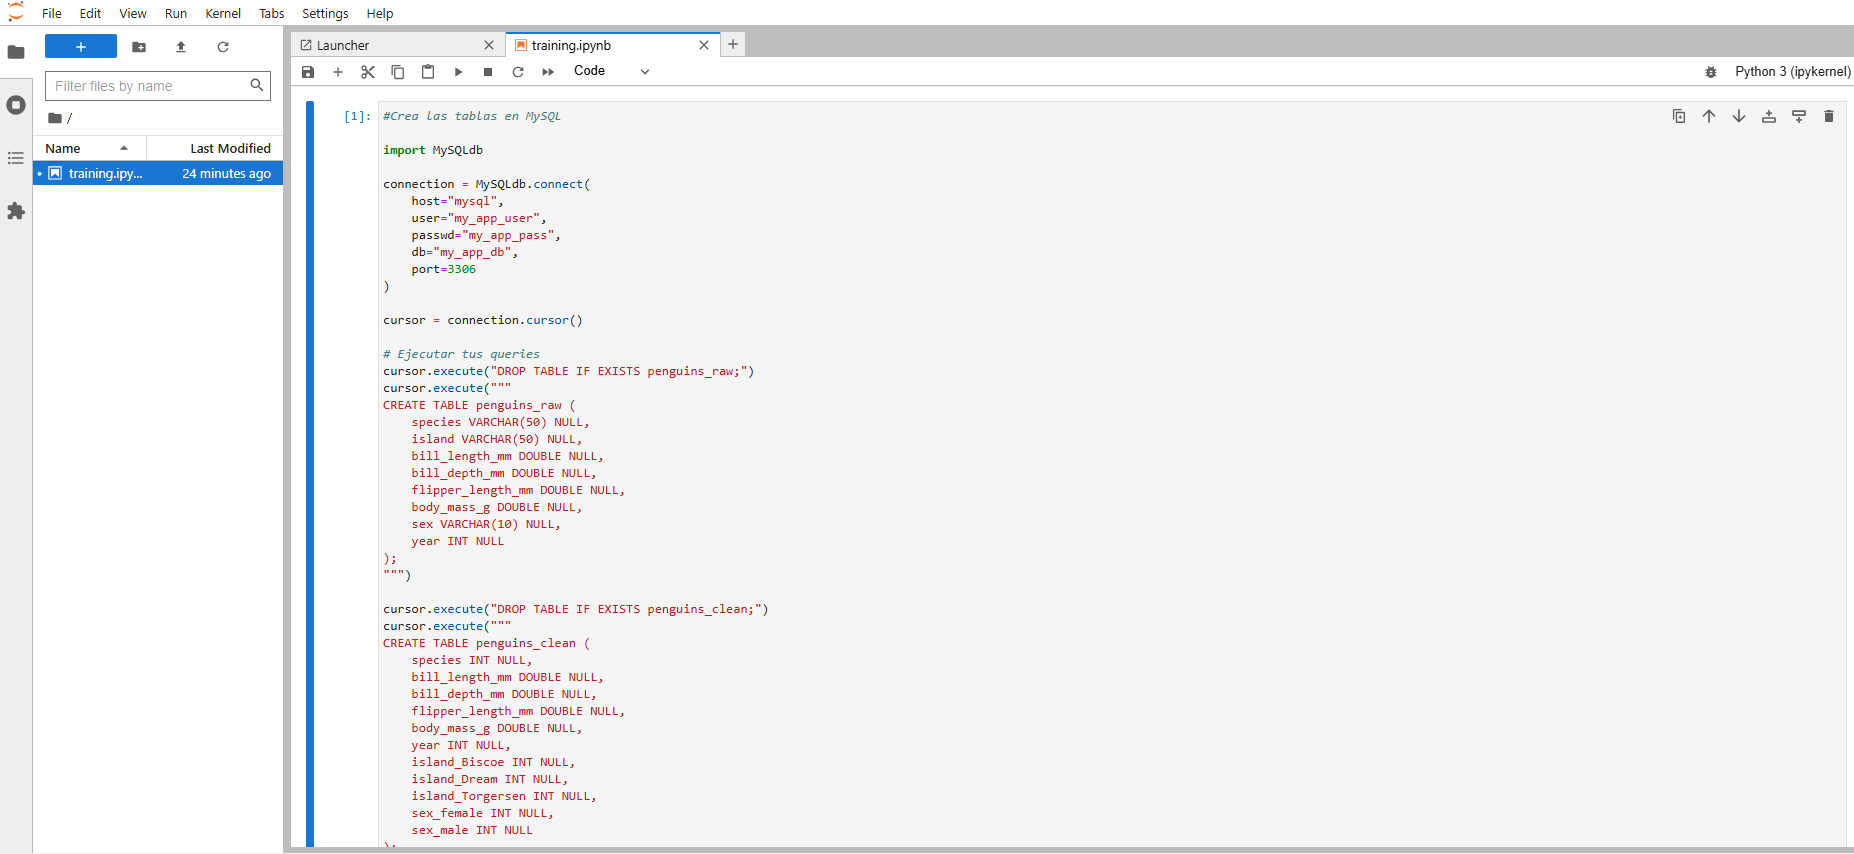 File Edit View Run Kernel Tabs Settings Help
Launcher
training.ipynb
Code
Python 3 (ipykernel)
Filter files by name
/
Name Last Modified
training.ipy... 24 minutes ago
[1]:
#Crea las tablas en MySQL
import MySQLdb
connection = MySQLdb.connect(
    host="mysql",
    user="my_app_user",
    passwd="my_app_pass",
    db="my_app_db",
    port=3306
)
cursor = connection.cursor()
# Ejecutar tus queries
cursor.execute("DROP TABLE IF EXISTS penguins_raw;")
cursor.execute("""
CREATE TABLE penguins_raw (
    species VARCHAR(50) NULL,
    island VARCHAR(50) NULL,
    bill_length_mm DOUBLE NULL,
    bill_depth_mm DOUBLE NULL,
    flipper_length_mm DOUBLE NULL,
    body_mass_g DOUBLE NULL,
    sex VARCHAR(10) NULL,
    year INT NULL
);
""")
cursor.execute("DROP TABLE IF EXISTS penguins_clean;")
cursor.execute("""
CREATE TABLE penguins_clean (
    species INT NULL,
    bill_length_mm DOUBLE NULL,
    bill_depth_mm DOUBLE NULL,
    flipper_length_mm DOUBLE NULL,
    body_mass_g DOUBLE NULL,
    year INT NULL,
    island_Biscoe INT NULL,
    island_Dream INT NULL,
    island_Torgersen INT NULL,
    sex_female INT NULL,
    sex_male INT NULL
);